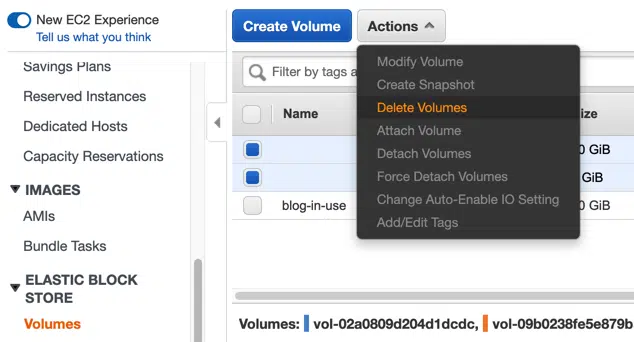 New EC2 Experience
Tell us what you think
Savings Plans
Reserved Instances
Dedicated Hosts
Capacity Reservations
IMAGES
AMIs
Bundle Tasks
ELASTIC BLOCK
STORE
Volumes
Create Volume
Actions
Filter by tags a
Modify Volume
Create Snapshot
Delete Volumes
Attach Volume
Detach Volumes
Force Detach Volumes
Change Auto-Enable IO Setting
Add/Edit Tags
Name
ize
0 GiB
GiB
blog-in-use
0 GiB
Volumes: vol-02a0809d204d1dcdc, vol-09b0238fe5e879b